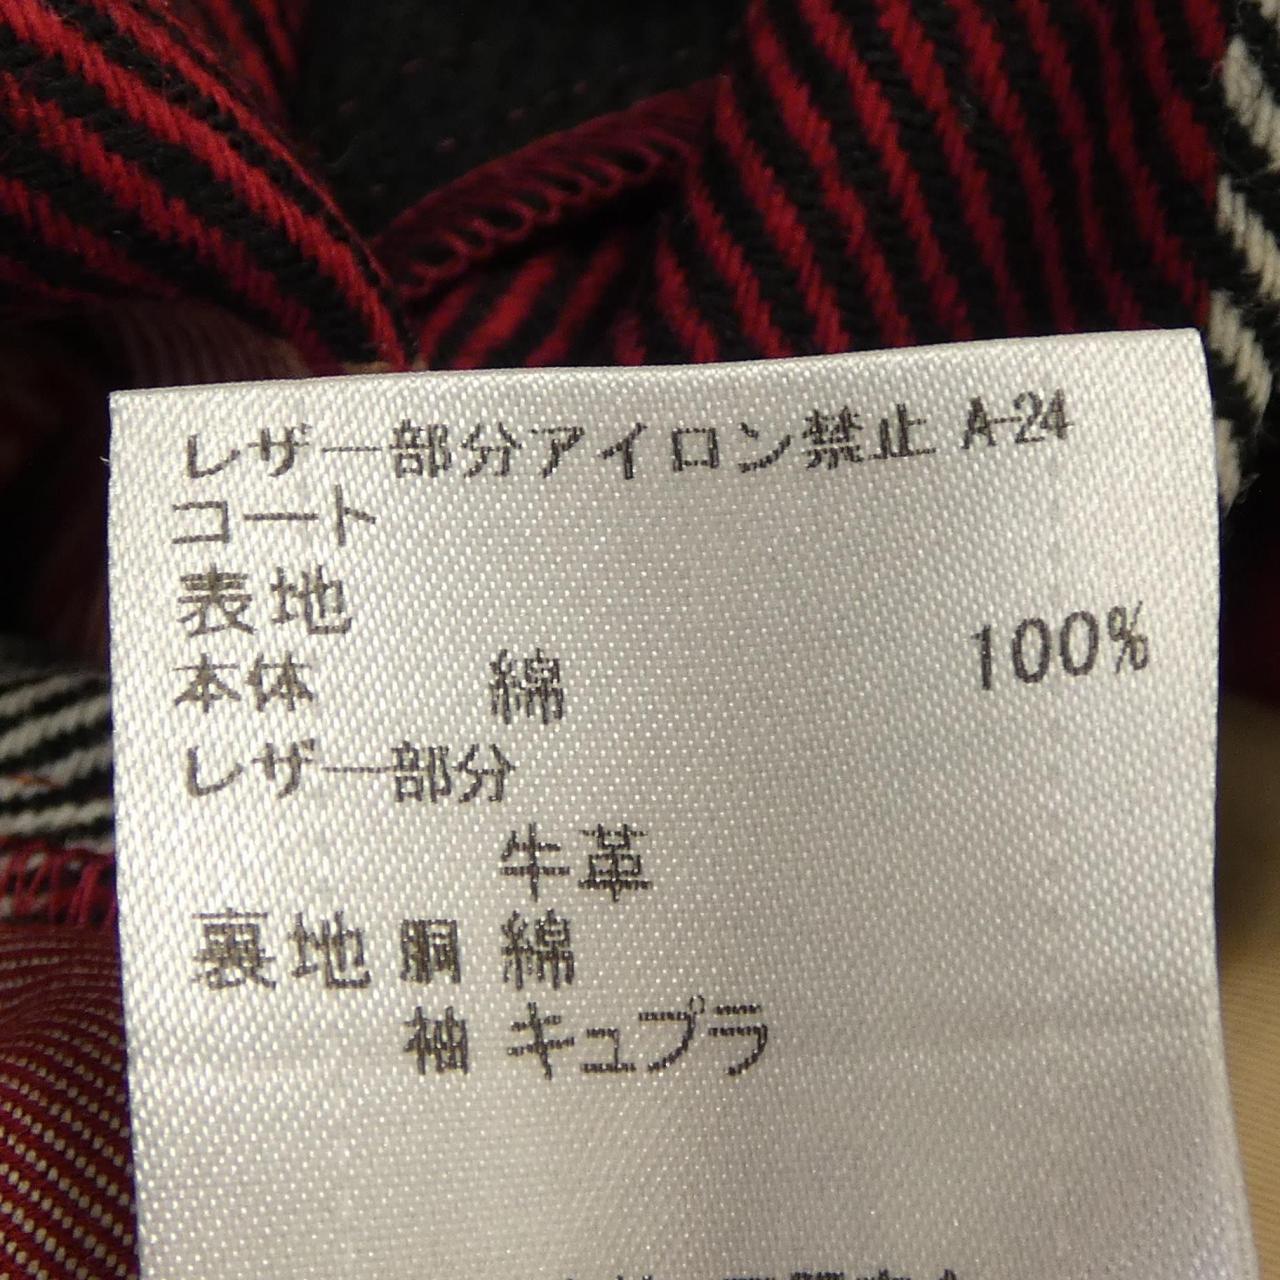 レザー部分アイロン禁止 A-24
コート
表地
本体 綿 100%
レザー部分
牛革
裏地 胴 綿
袖 キュプラ